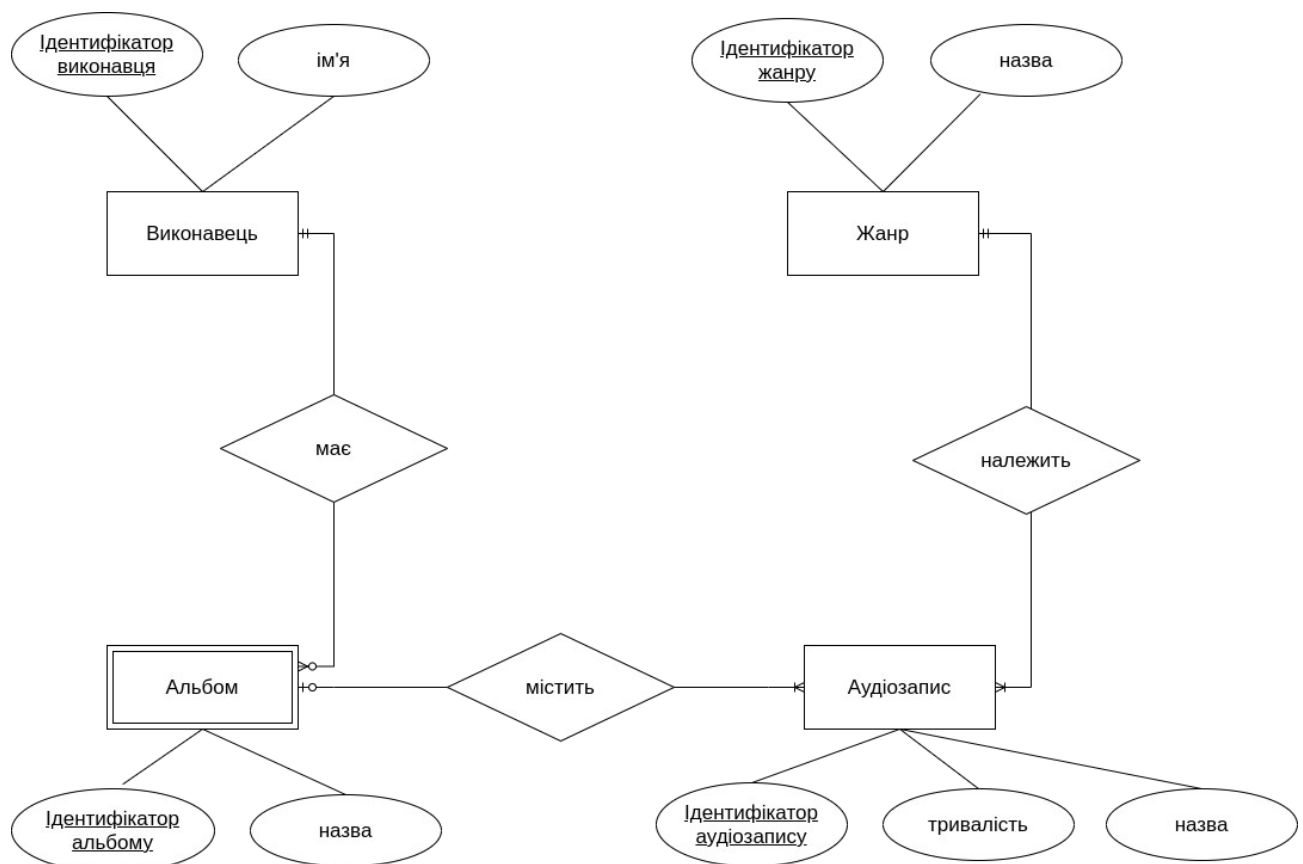 Ідентифікатор
виконавця
ім'я
Ідентифікатор
жанру
назва
Виконавець
Жанр
має
належить
Альбом
містить
Аудіозапис
Ідентифікатор
альбому
назва
Ідентифікатор
аудіозапису
тривалість
назва